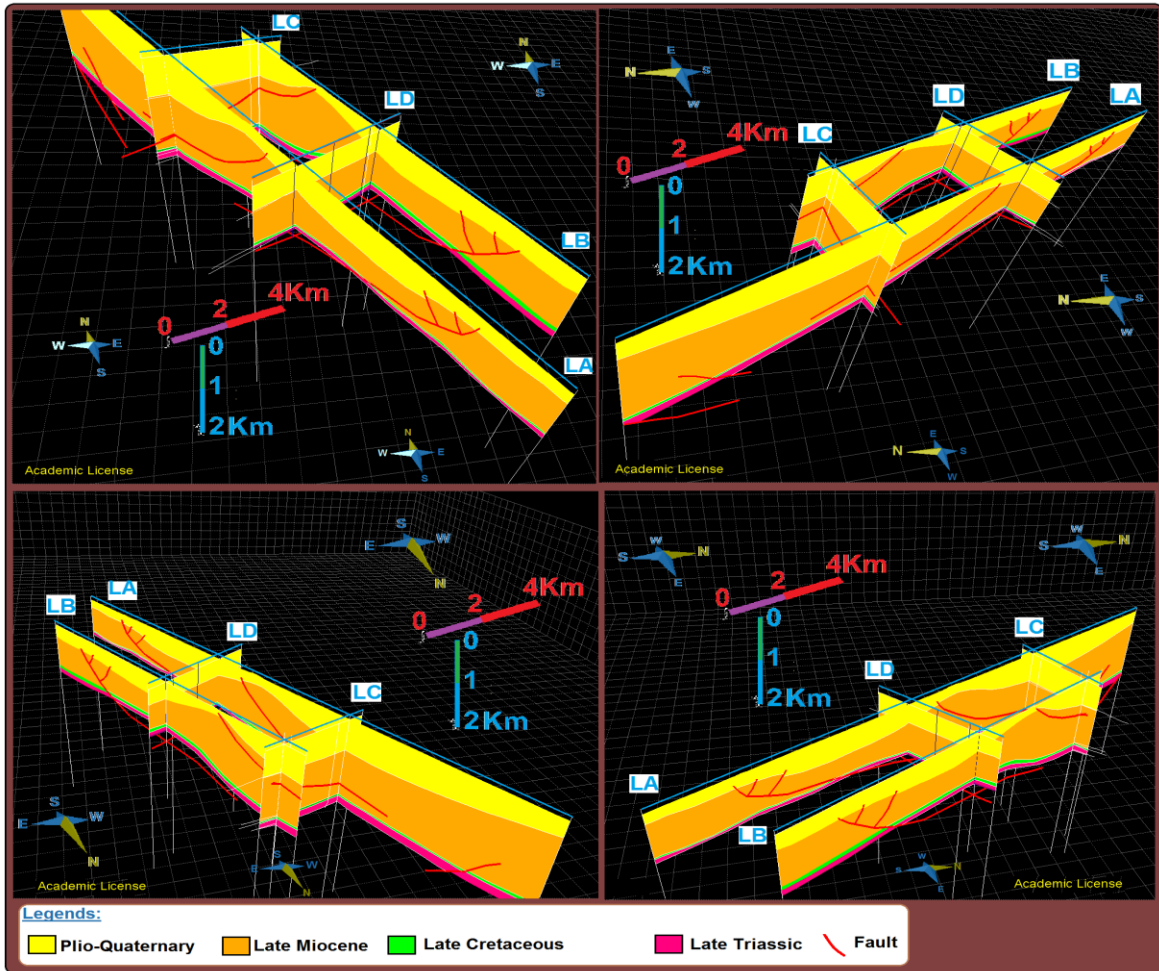 LC
N
W E
S
LD
LB
LA
0 2 4Km
0
1
2Km
N
W E
S
N
W E
S
Academic License
E
N S
W
LB
LD
LA
LC
0 2 4Km
0
1
2Km
E
N S
W
E
N S
W
Academic License
S
E W
N
LA
LB
LD
LC
0 2 4Km
0
1
2Km
S
E W
N
S
E W
N
Academic License
W
S N
E
W
S N
E
0 2 4Km
0
1
2Km
LC
LD
LA
LB
W
S N
E
Academic License
Legends:
Plio-Quaternary Late Miocene Late Cretaceous Late Triassic Fault